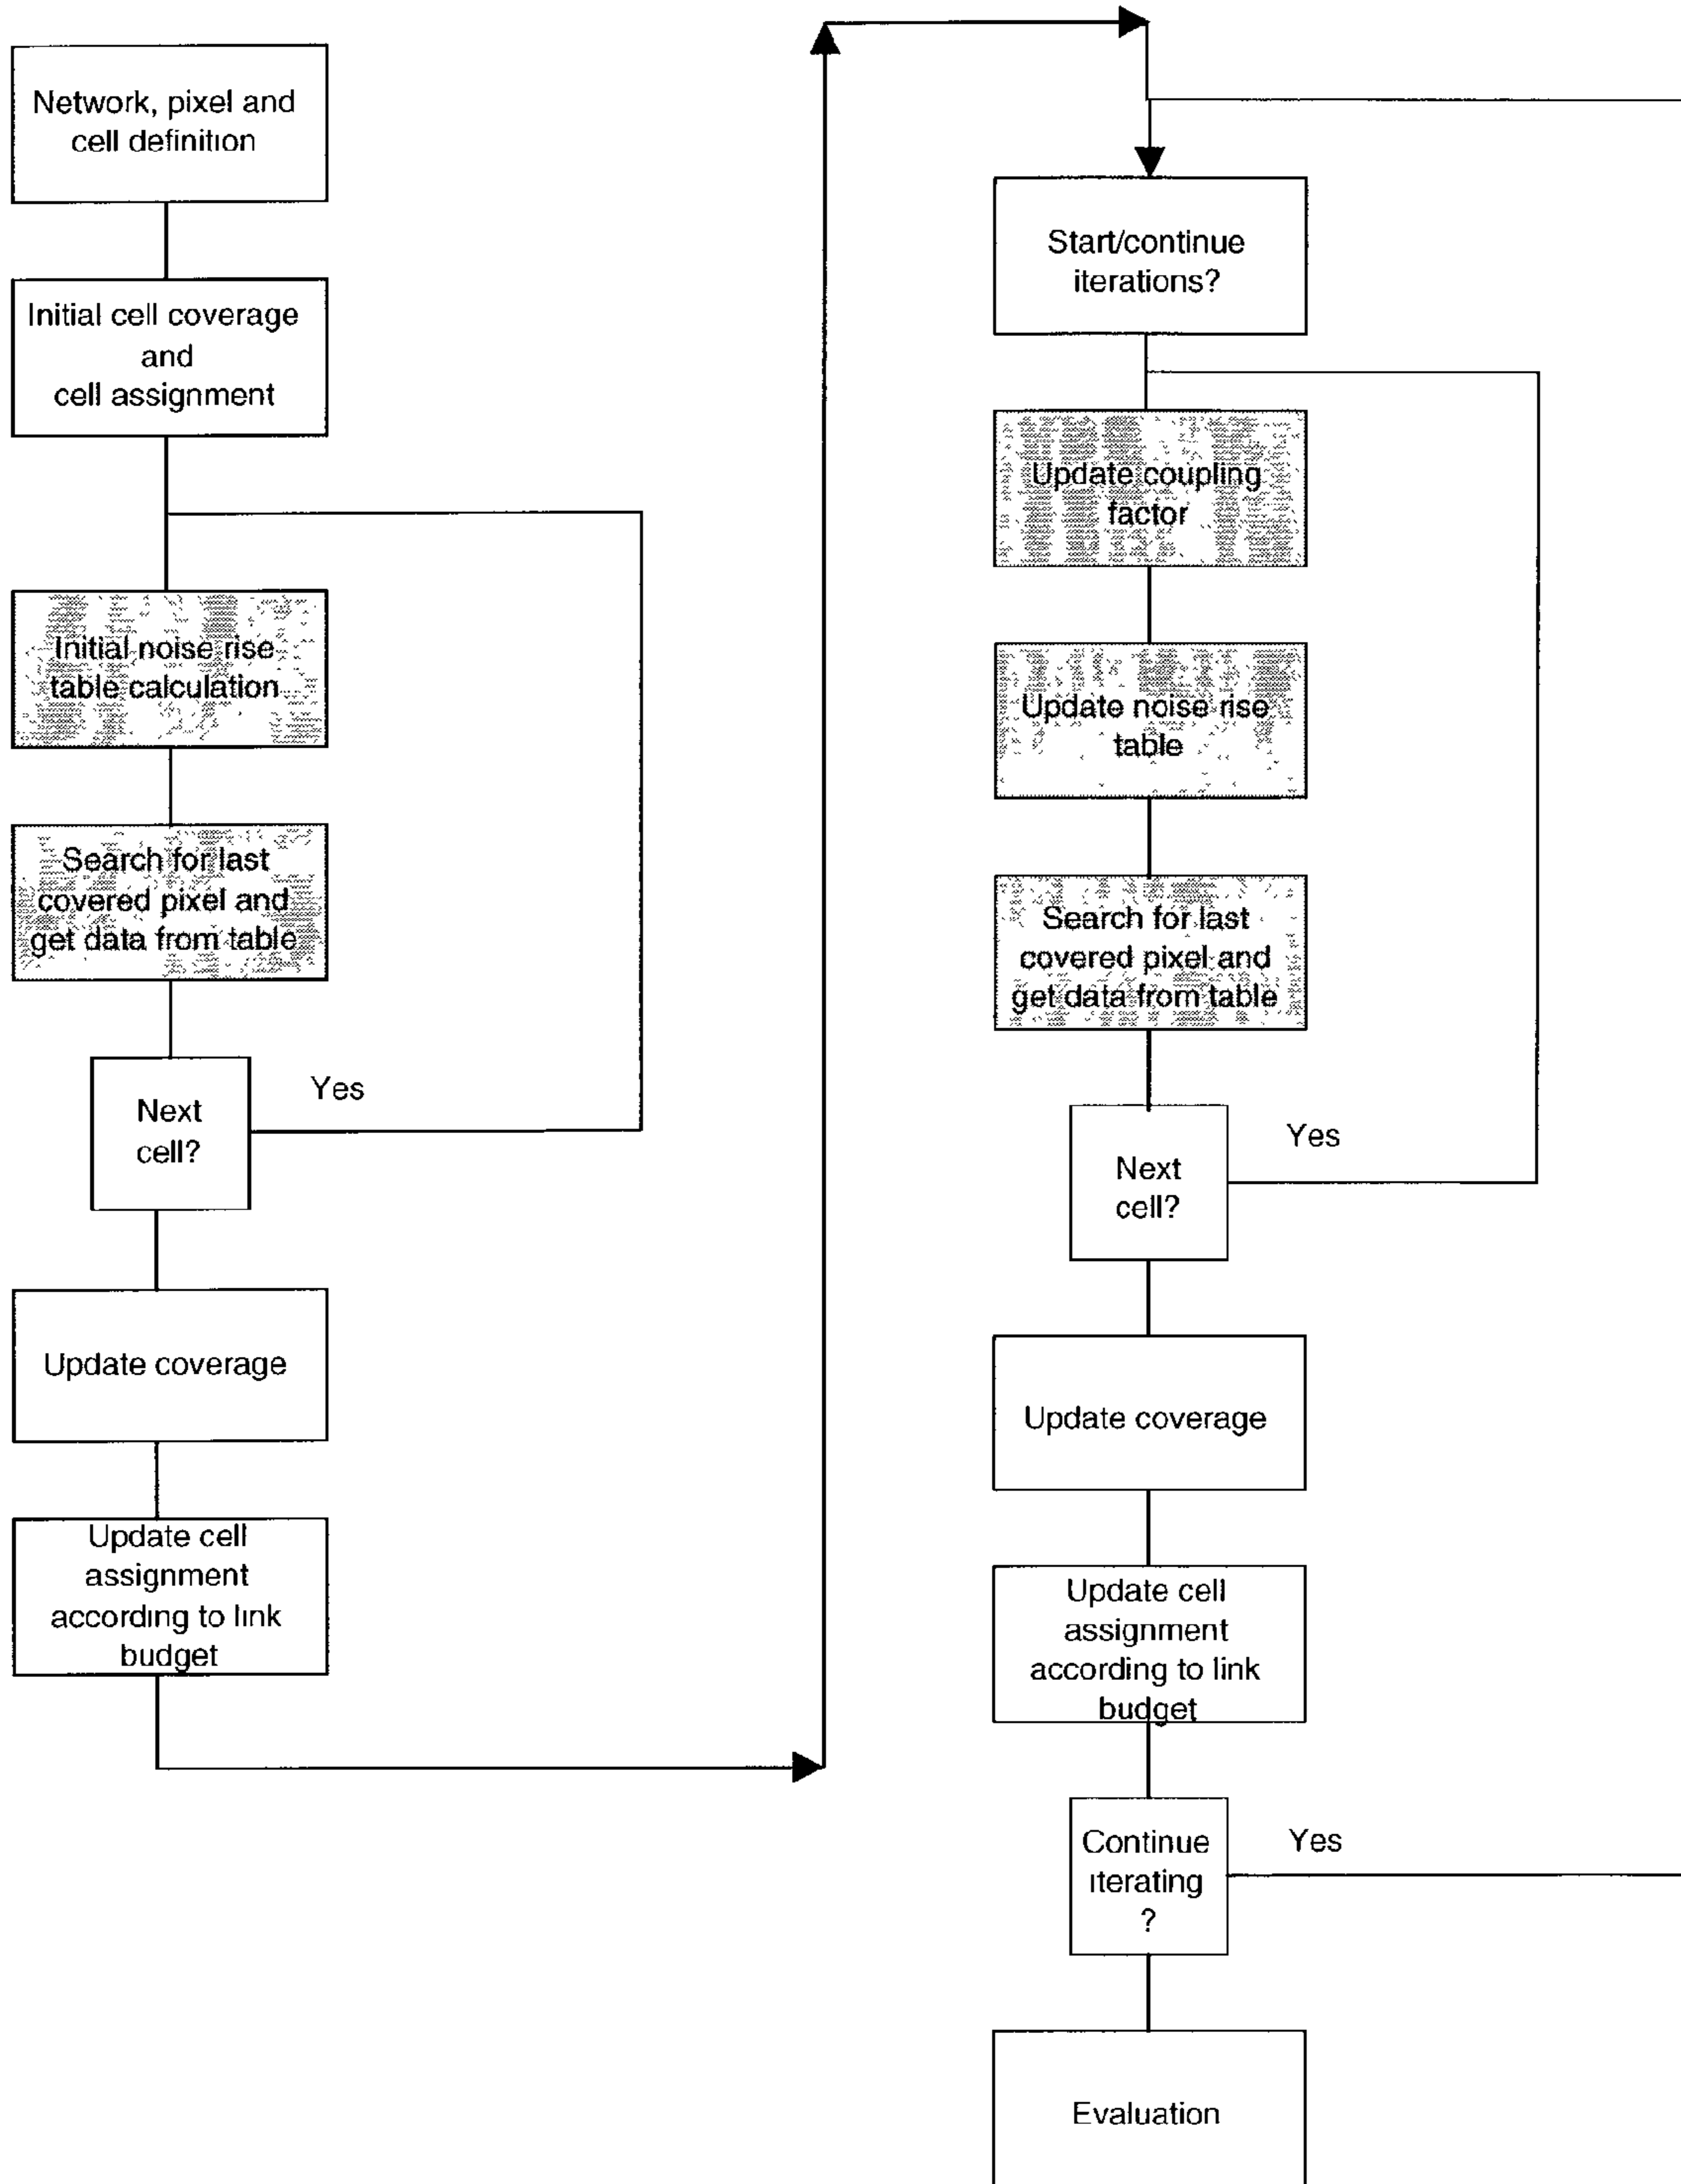 Network, pixel and
cell definition
Initial cell coverage
and
cell assignment
Initial noise rise
table calculation
Search for last
covered pixel and
get data from table
Next
cell?
Yes
Update coverage
Update cell
assignment
according to link
budget
Start/continue
iterations?
Update coupling
factor
Update noise rise
table
Search for last
covered pixel and
get data from table
Next
cell?
Yes
Update coverage
Update cell
assignment
according to link
budget
Continue
iterating
?
Yes
Evaluation